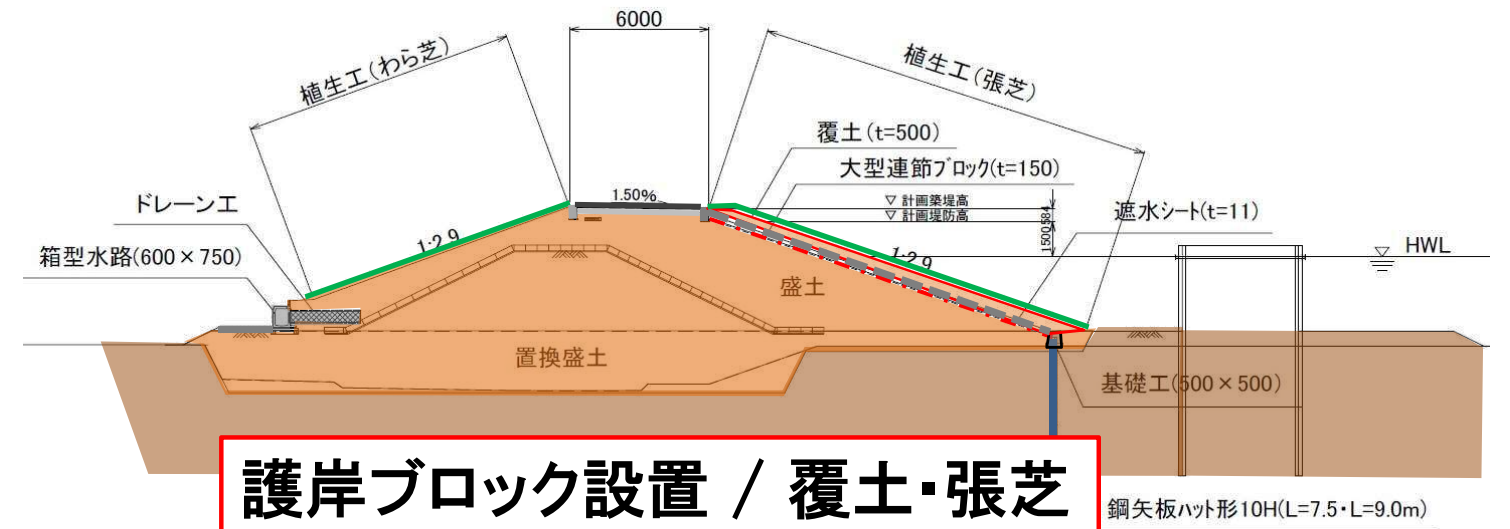 6000
植生工(わら芝)
植生工(張芝)
覆土(t=500)
大型連節ブロック(t=150)
1.50%
▽ 計画築堤高
▽ 計画堤防高
584
1500
遮水シート(t=11)
ドレーン工
箱型水路(600×750)
1:2.9
1:2.9
▽ HWL
盛土
置換盛土
基礎工(500×500)
護岸ブロック設置 / 覆土・張芝
鋼矢板ハット形10H(L=7.5・L=9.0m)